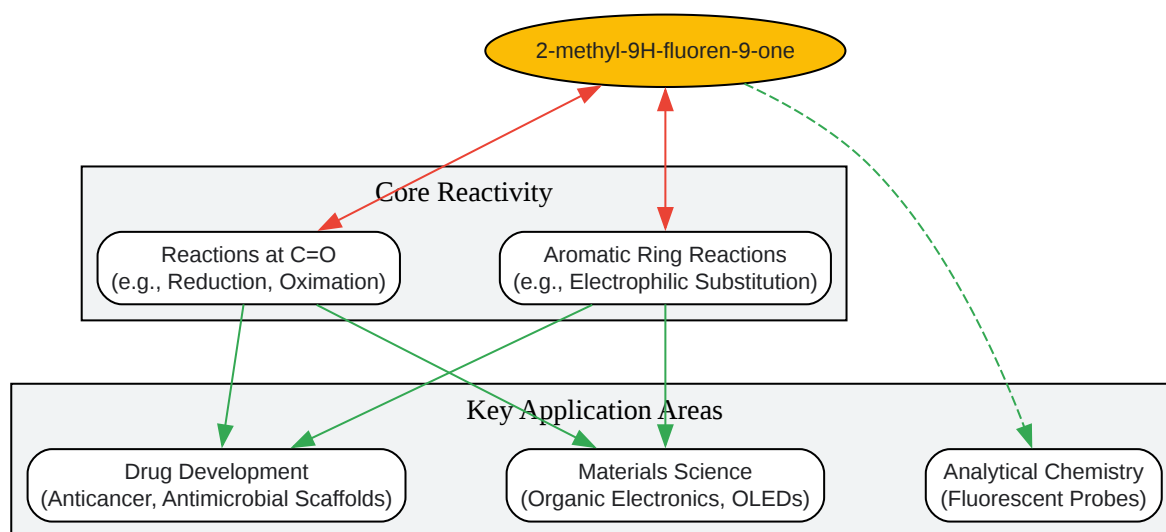 2-methyl-9H-fluoren-9-one
Core Reactivity
Reactions at C=O
(e.g., Reduction, Oximation)
Aromatic Ring Reactions
(e.g., Electrophilic Substitution)
Key Application Areas
Drug Development
(Anticancer, Antimicrobial Scaffolds)
Materials Science
(Organic Electronics, OLEDs)
Analytical Chemistry
(Fluorescent Probes)